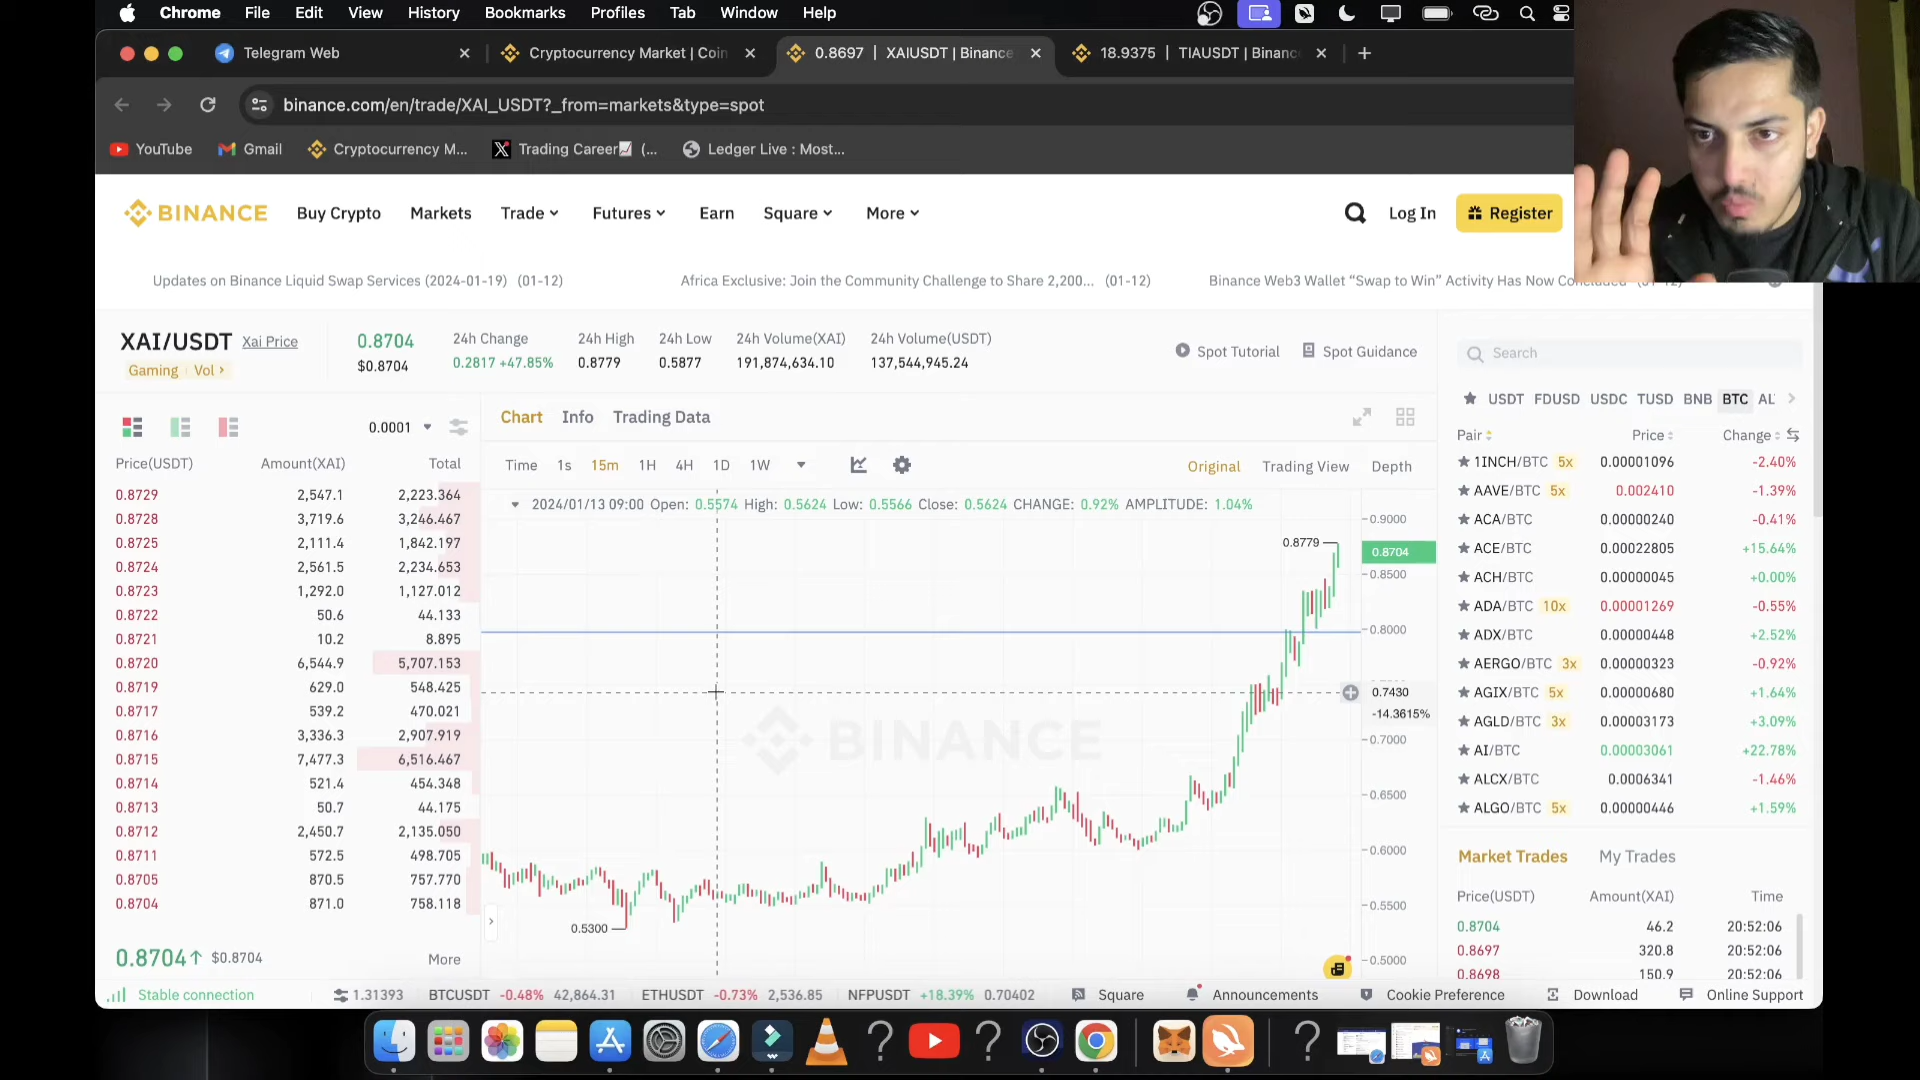 Chrome File Edit View History Bookmarks Profiles Tab Window Help
Telegram Web
Cryptocurrency Market | Coin
0.8697 | XAIUSDT | Binance
18.9375 | TIAUSDT | Binanc
binance.com/en/trade/XAI_USDT?_from=markets&type=spot
YouTube Gmail Cryptocurrency M... Trading Career (... Ledger Live : Most...
BINANCE Buy Crypto Markets Trade Futures Earn Square More Log In Register
Updates on Binance Liquid Swap Services (2024-01-19) (01-12) Africa Exclusive: Join the Community Challenge to Share 2,200... (01-12) Binance Web3 Wallet “Swap to Win” Activity Has Now
XAI/USDT Xai Price
Gaming Vol
0.8704
$0.8704
24h Change
0.2817 +47.85%
24h High
0.8779
24h Low
0.5877
24h Volume(XAI)
191,874,634.10
24h Volume(USDT)
137,544,945.24
Spot Tutorial Spot Guidance
0.0001
Price(USDT) Amount(XAI) Total
0.8729 2,547.1 2,223.364
0.8728 3,719.6 3,246.467
0.8725 2,111.4 1,842.197
0.8724 2,561.5 2,234.653
0.8723 1,292.0 1,127.012
0.8722 50.6 44.133
0.8721 10.2 8.895
0.8720 6,544.9 5,707.153
0.8719 629.0 548.425
0.8717 539.2 470.021
0.8716 3,336.3 2,907.919
0.8715 7,477.3 6,516.467
0.8714 521.4 454.348
0.8713 50.7 44.175
0.8712 2,450.7 2,135.050
0.8711 572.5 498.705
0.8705 870.5 757.770
0.8704 871.0 758.118
0.8704↑ $0.8704 More
Chart Info Trading Data
Time 1s 15m 1H 4H 1D 1W Original Trading View Depth
2024/01/13 09:00 Open: 0.5574 High: 0.5624 Low: 0.5566 Close: 0.5624 CHANGE: 0.92% AMPLITUDE: 1.04%
0.9000
0.8779
0.8704
0.8500
0.8000
0.7430
-14.3615%
BINANCE
0.7000
0.6500
0.6000
0.5500
0.5300
0.5000
Search
USDT FDUSD USDC TUSD BNB BTC AL
Pair Price Change
1INCH/BTC 5x 0.00001096 -2.40%
AAVE/BTC 5x 0.002410 -1.39%
ACA/BTC 0.00000240 -0.41%
ACE/BTC 0.00022805 +15.64%
ACH/BTC 0.00000045 +0.00%
ADA/BTC 10x 0.00001269 -0.55%
ADX/BTC 0.00000448 +2.52%
AERGO/BTC 3x 0.00000323 -0.92%
AGIX/BTC 5x 0.00000680 +1.64%
AGLD/BTC 3x 0.00003173 +3.09%
AI/BTC 0.00003061 +22.78%
ALCX/BTC 0.0006341 -1.46%
ALGO/BTC 5x 0.00000446 +1.59%
Market Trades My Trades
Price(USDT) Amount(XAI) Time
0.8704 46.2 20:52:06
0.8697 320.8 20:52:06
0.8698 150.9 20:52:06
Stable connection 1.31393 BTCUSDT -0.48% 42,864.31 ETHUSDT -0.73% 2,536.85 NFPUSDT +18.39% 0.70402 Square Announcements Cookie Preference Download Online Support